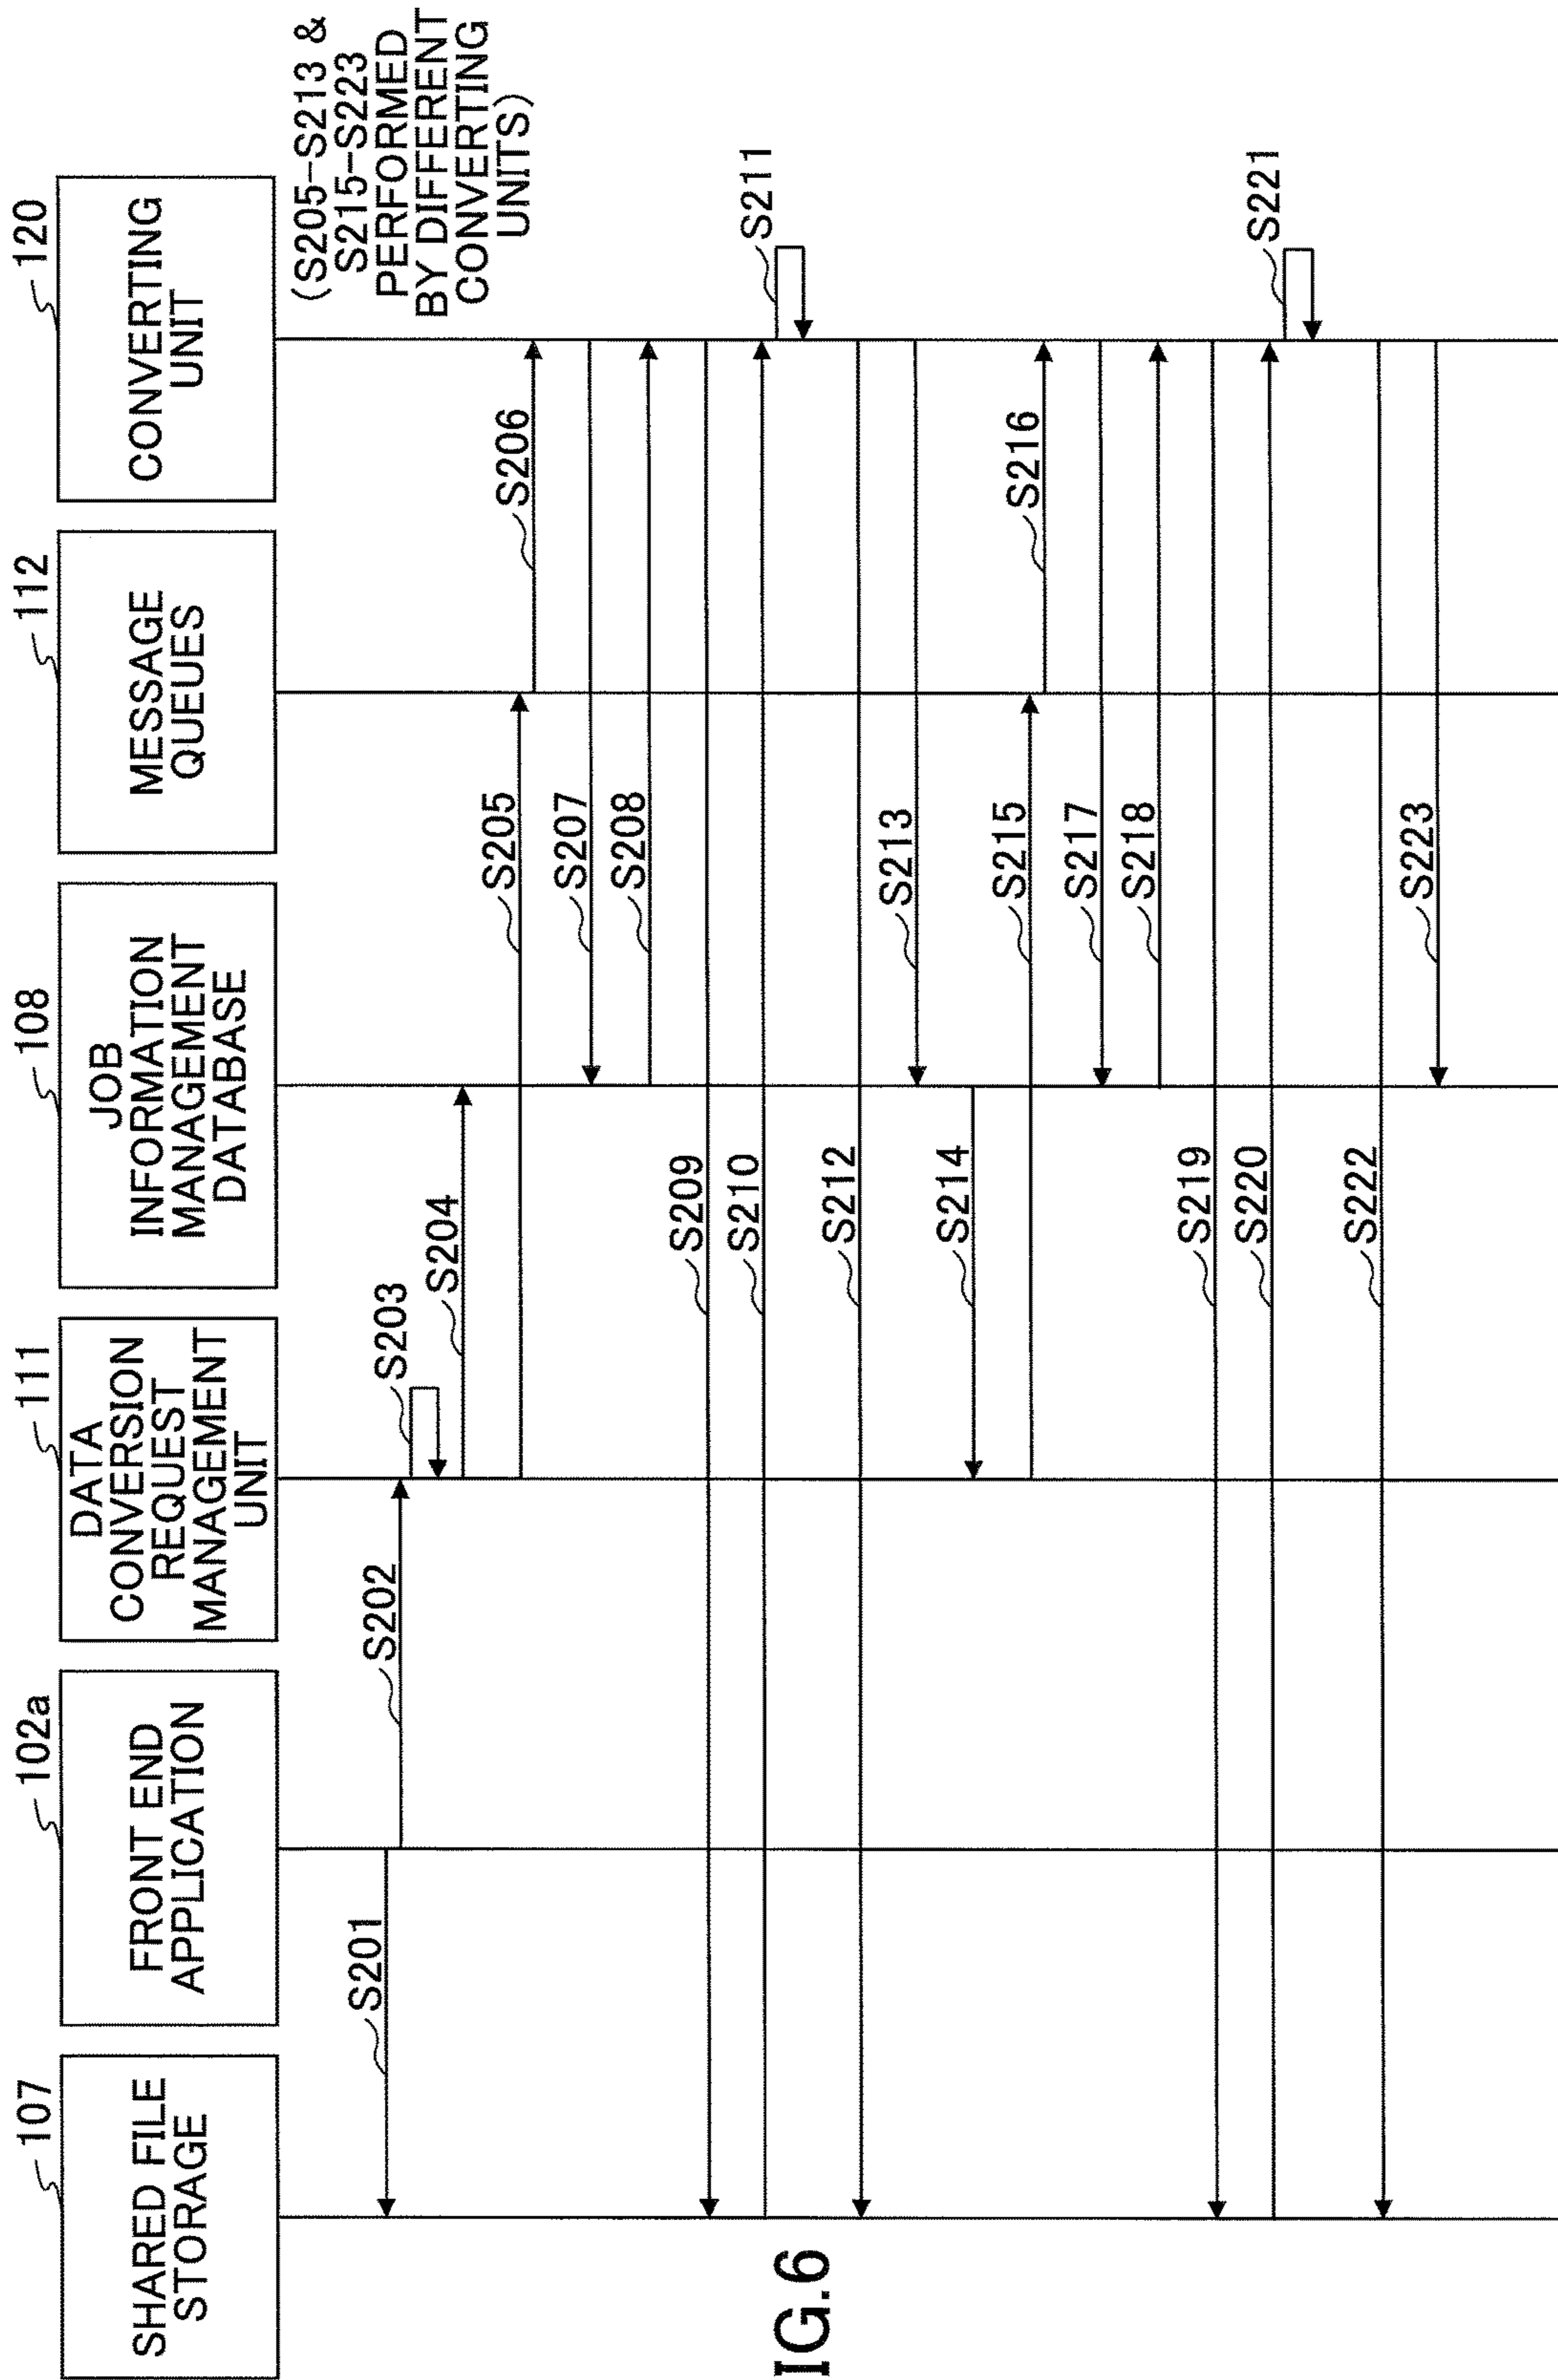 107
SHARED FILE
STORAGE
102a
FRONT END
APPLICATION
111
DATA
CONVERSION
REQUEST
MANAGEMENT
UNIT
108
JOB
INFORMATION
MANAGEMENT
DATABASE
112
MESSAGE
QUEUES
120
CONVERTING
UNIT
(S205-S213 &
S215-S223
PERFORMED
BY DIFFERENT
CONVERTING
UNITS)
S201
S202
S203
S204
S205
S206
S207
S208
S209
S210
S211
S212
S213
S214
S215
S216
S217
S218
S219
S220
S221
S222
S223
IG.6